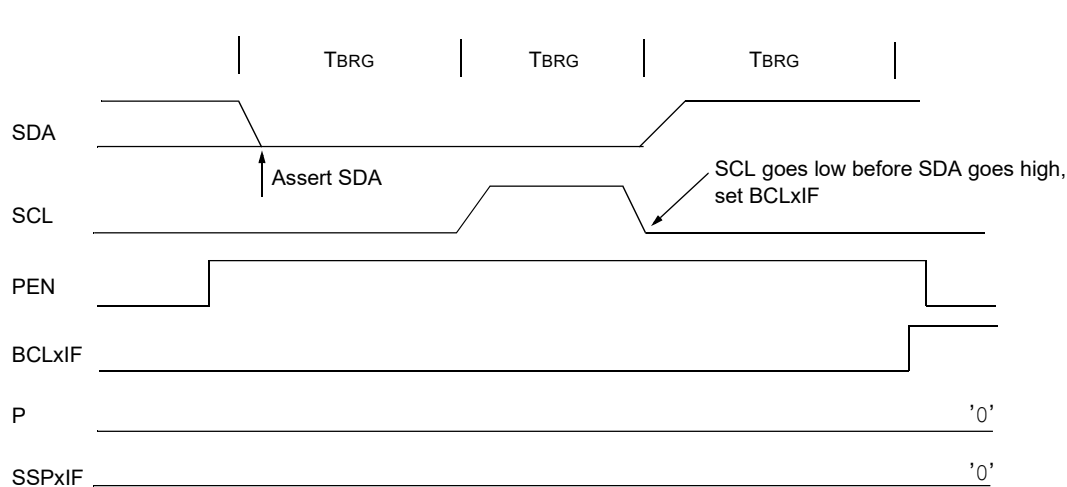 TBRG TBRG TBRG
SDA
Assert SDA
SCL goes low before SDA goes high,
set BCLxIF
SCL
PEN
BCLxIF
P '0'
SSPxIF '0'